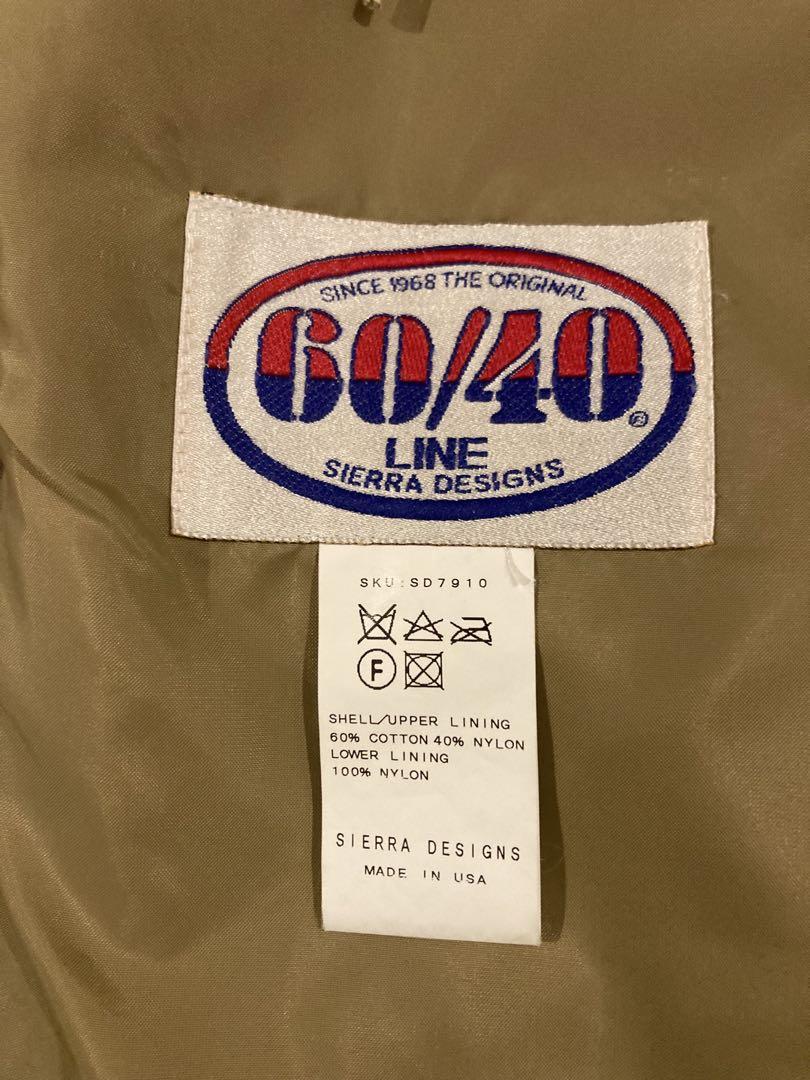 SINCE 1968 THE ORIGINAL
60/40®
LINE
SIERRA DESIGNS
SKU:SD7910
F
SHELL/UPPER LINING
60% COTTON 40% NYLON
LOWER LINING
100% NYLON
SIERRA DESIGNS
MADE IN USA